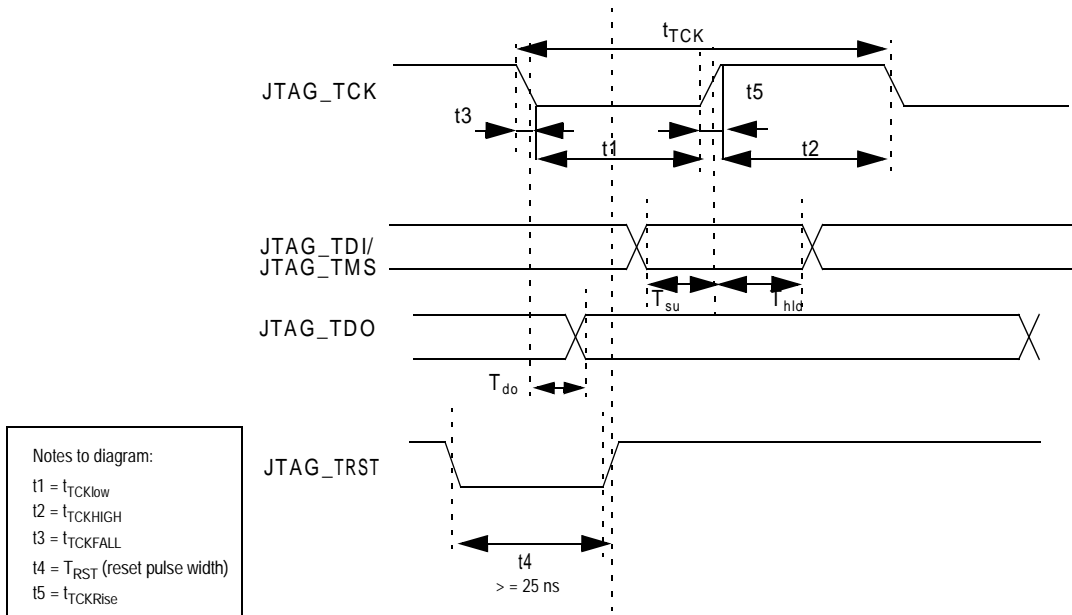 tTCK
JTAG_TCK
t5
t3
t1
t2
JTAG_TDI/
JTAG_TMS
Tsu
Thld
JTAG_TDO
Tdo
JTAG_TRST
t4
> = 25 ns
Notes to diagram:
t1 = tTCKlow
t2 = tTCKHIGH
t3 = tTCKFALL
t4 = TRST (reset pulse width)
t5 = tTCKRise